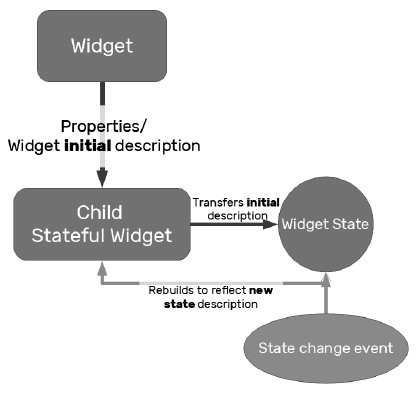 Widget
Properties/
Widget initial description
Child
Stateful Widget
Transfers initial
description
Widget State
Rebuilds to reflect new
state description
State change event